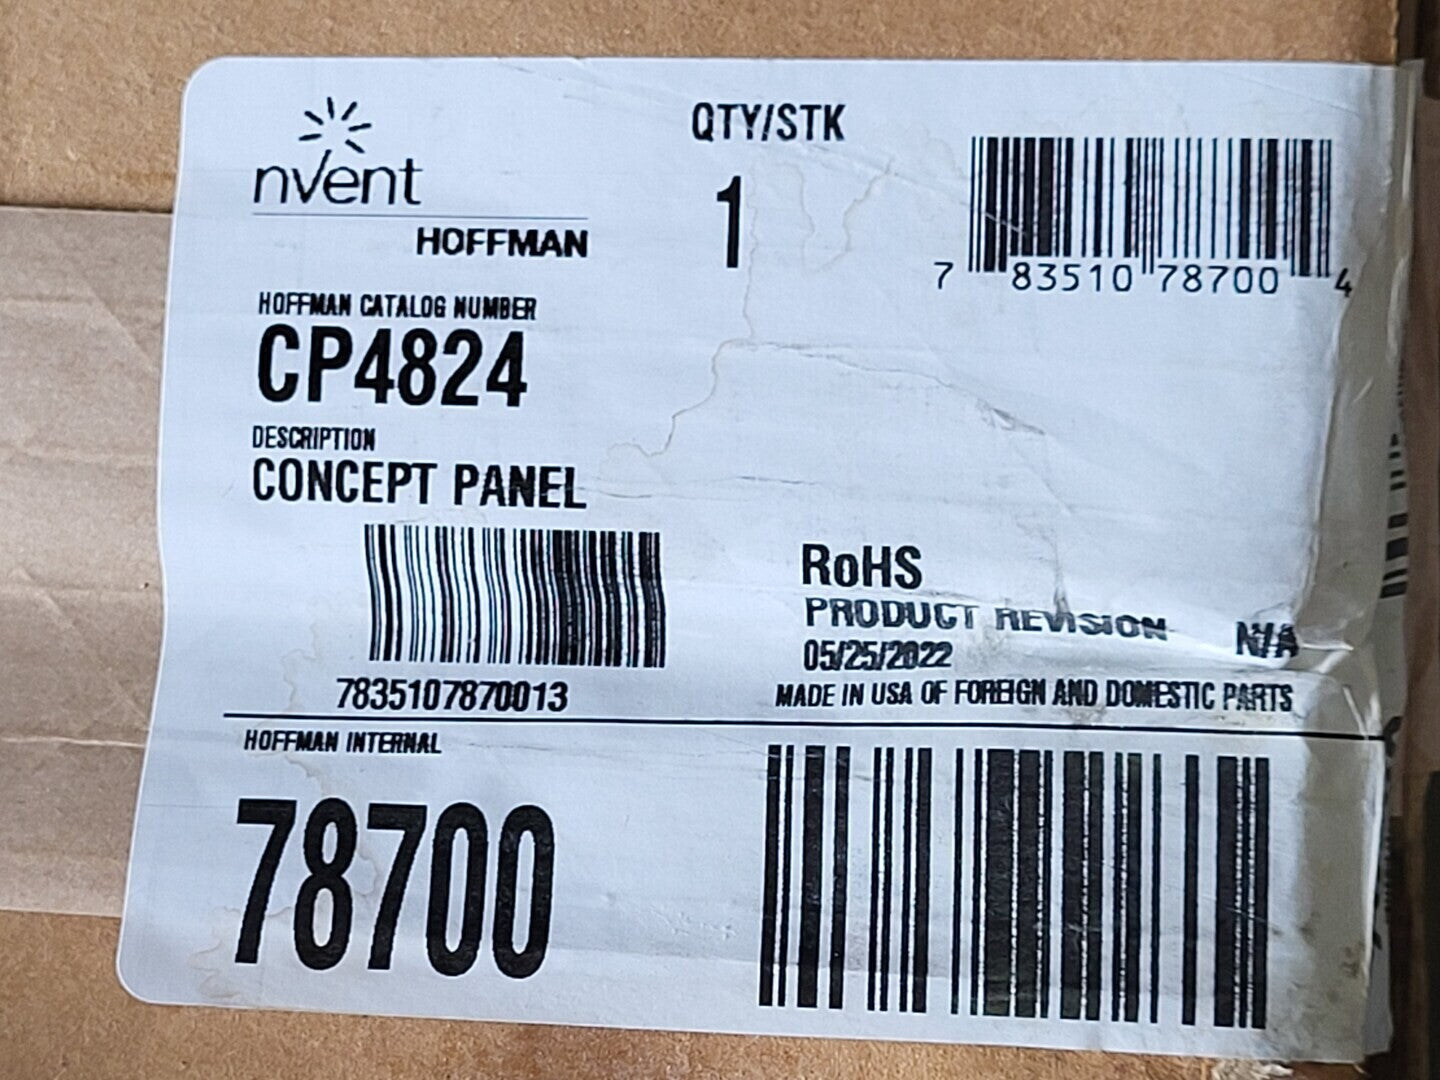 nVent
HOFFMAN
QTY/STK
1
7 83510 78700 4
HOFFMAN CATALOG NUMBER
CP4824
DESCRIPTION
CONCEPT PANEL
7835107870013
RoHS
PRODUCT REVISION N/A
05/25/2022
MADE IN USA OF FOREIGN AND DOMESTIC PARTS
HOFFMAN INTERNAL
78700